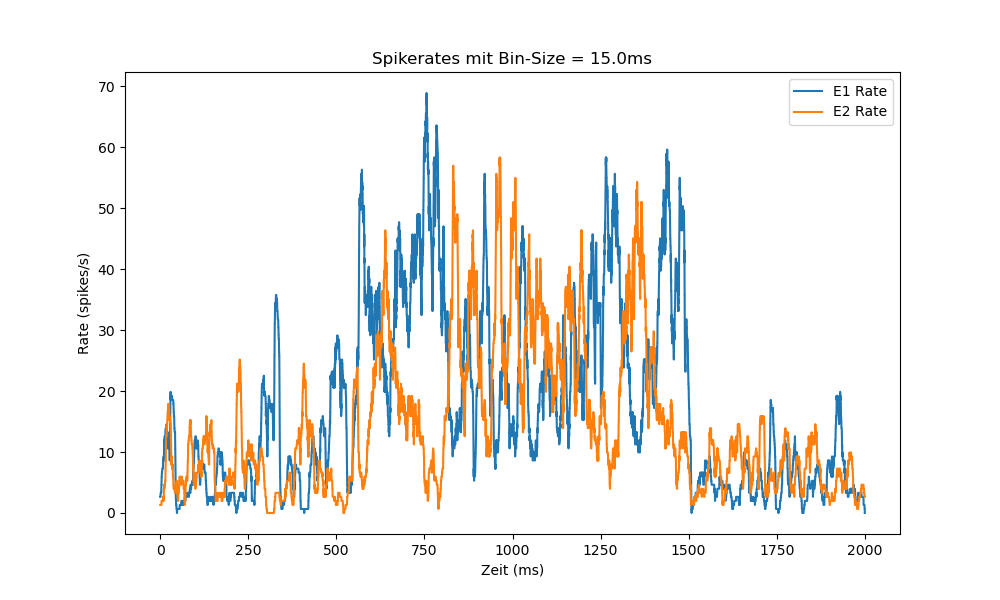 Spikerates mit Bin-Size = 15.0ms
E1 Rate
E2 Rate
70
60
50
40
30
20
10
0
Rate (spikes/s)
0 250 500 750 1000 1250 1500 1750 2000
Zeit (ms)